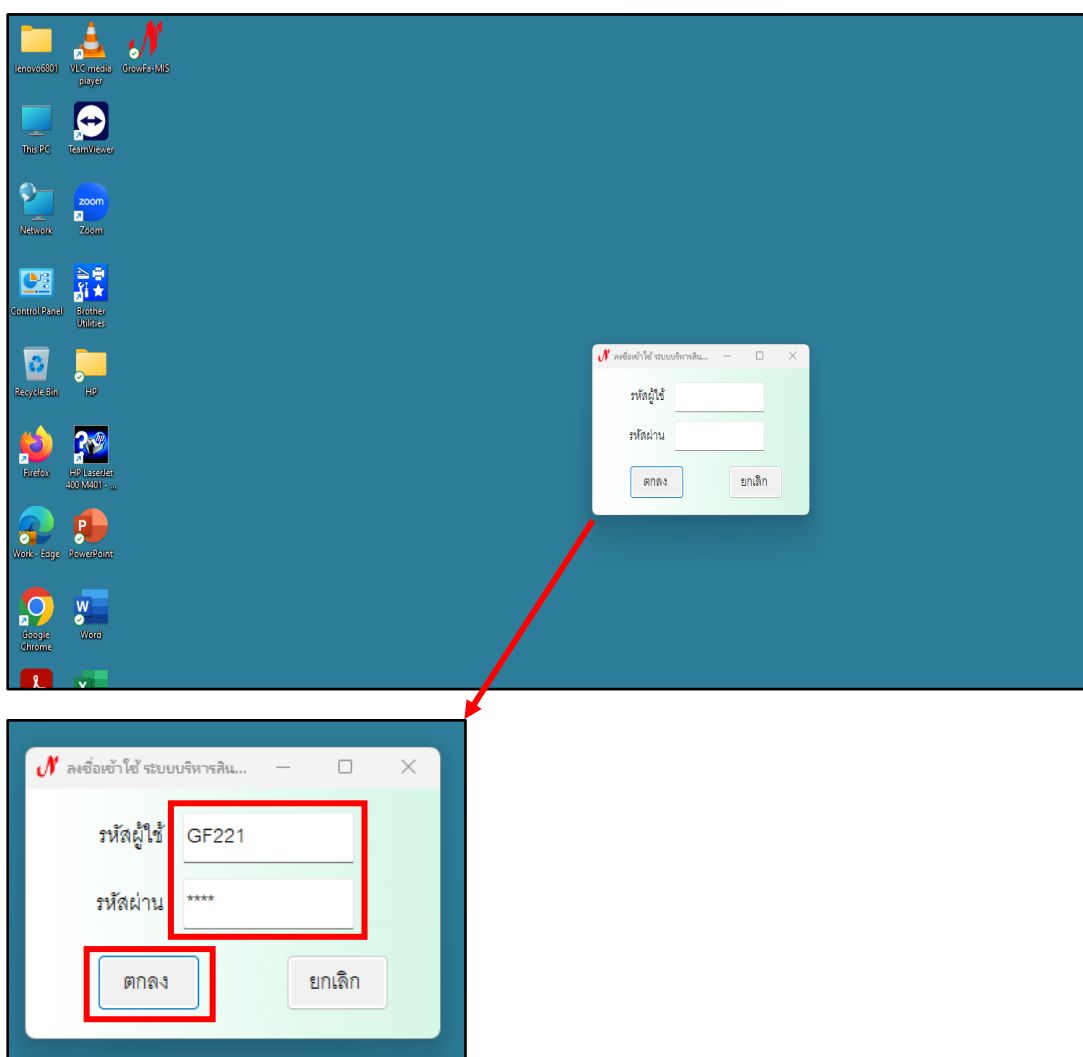 lenovo6801
VLC media
player
GrowFa-MIS
This PC
TeamViewer
Network
zoom
Zoom
Control Panel
Brother
Utilities
Recycle Bin
HP
Firefox
HP LaserJet
400 M401 - ...
Work - Edge
PowerPoint
Google
Chrome
Word
ลงชื่อเข้าใช้ ระบบบริหารสิน...
รหัสผู้ใช้
รหัสผ่าน
ตกลง
ยกเลิก
ลงชื่อเข้าใช้ ระบบบริหารสิน...
รหัสผู้ใช้ GF221
รหัสผ่าน ****
ตกลง
ยกเลิก